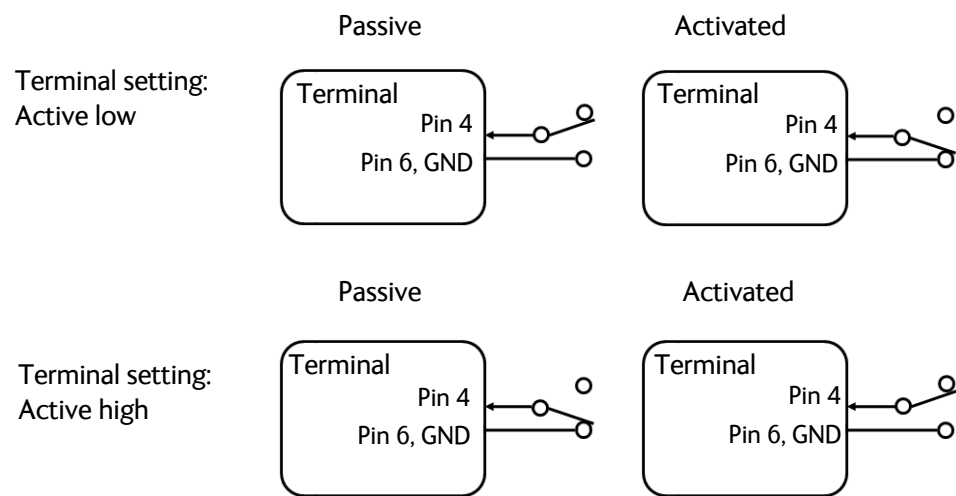 Passive
Activated
Terminal setting:
Active low
Terminal
Pin 4
Pin 6, GND
Terminal
Pin 4
Pin 6, GND
Passive
Activated
Terminal setting:
Active high
Terminal
Pin 4
Pin 6, GND
Terminal
Pin 4
Pin 6, GND